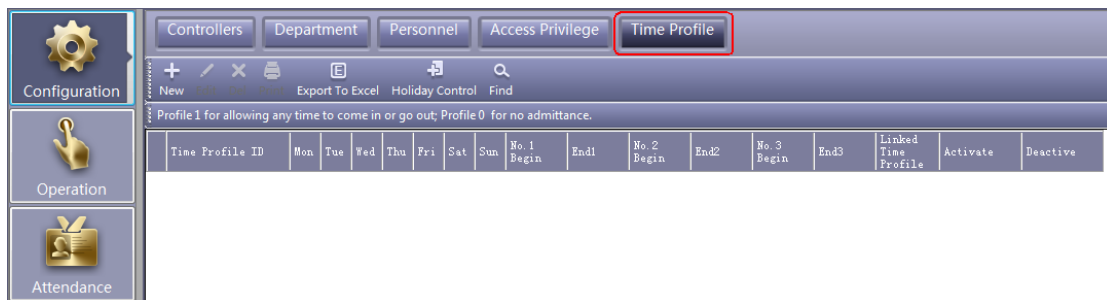 Controllers Department Personnel Access Privilege Time Profile
New Export To Excel Holiday Control Find
Profile 1 for allowing any time to come in or go out; Profile 0 for no admittance.
Time Profile ID Mon Tue Wed Thu Fri Sat Sun No.1 Begin End1 No.2 Begin End2 No.3 Begin End3 Linked Time Profile Activate Deactive
Configuration
Operation
Attendance